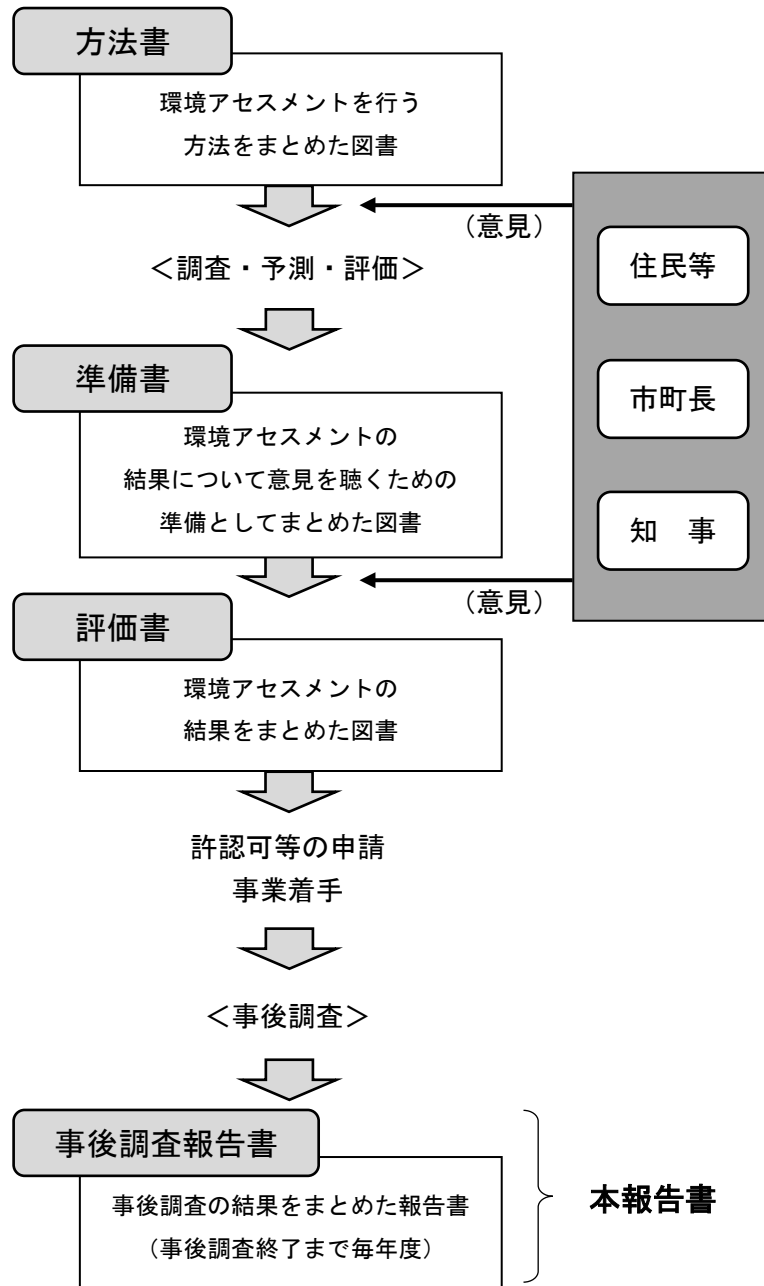 方法書
環境アセスメントを行う
方法をまとめた図書
（意見）
＜調査・予測・評価＞
住民等
市町長
知　事
準備書
環境アセスメントの
結果について意見を聴くための
準備としてまとめた図書
（意見）
評価書
環境アセスメントの
結果をまとめた図書
許認可等の申請
事業着手
＜事後調査＞
事後調査報告書
事後調査の結果をまとめた報告書
（事後調査終了まで毎年度）
本報告書